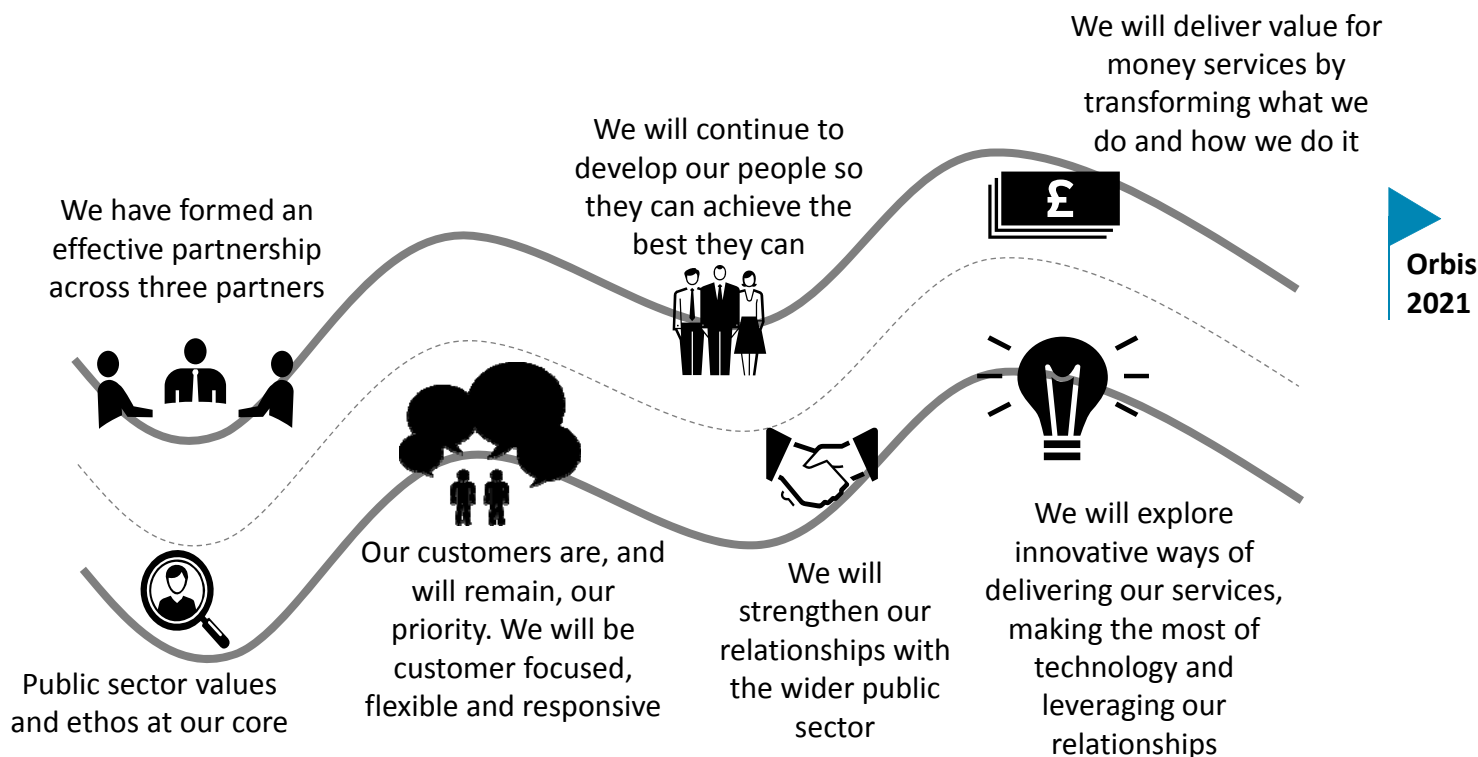 We have formed an
effective partnership
across three partners
Public sector values
and ethos at our core
Our customers are, and
will remain, our
priority. We will be
customer focused,
flexible and responsive
We will continue to
develop our people so
they can achieve the
best they can
We will
strengthen our
relationships with
the wider public
sector
We will deliver value for
money services by
transforming what we
do and how we do it
£
We will explore
innovative ways of
delivering our services,
making the most of
technology and
leveraging our
relationships
Orbis
2021